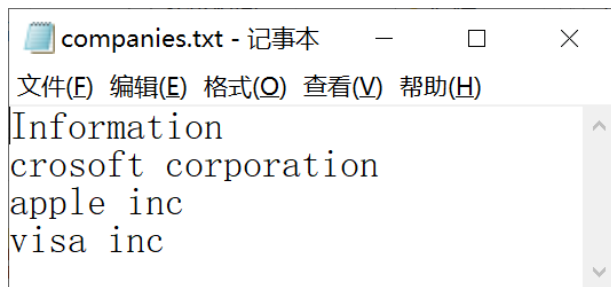 companies.txt - 记事本
文件(F) 编辑(E) 格式(O) 查看(V) 帮助(H)
Information
crosoft corporation
apple inc
visa inc